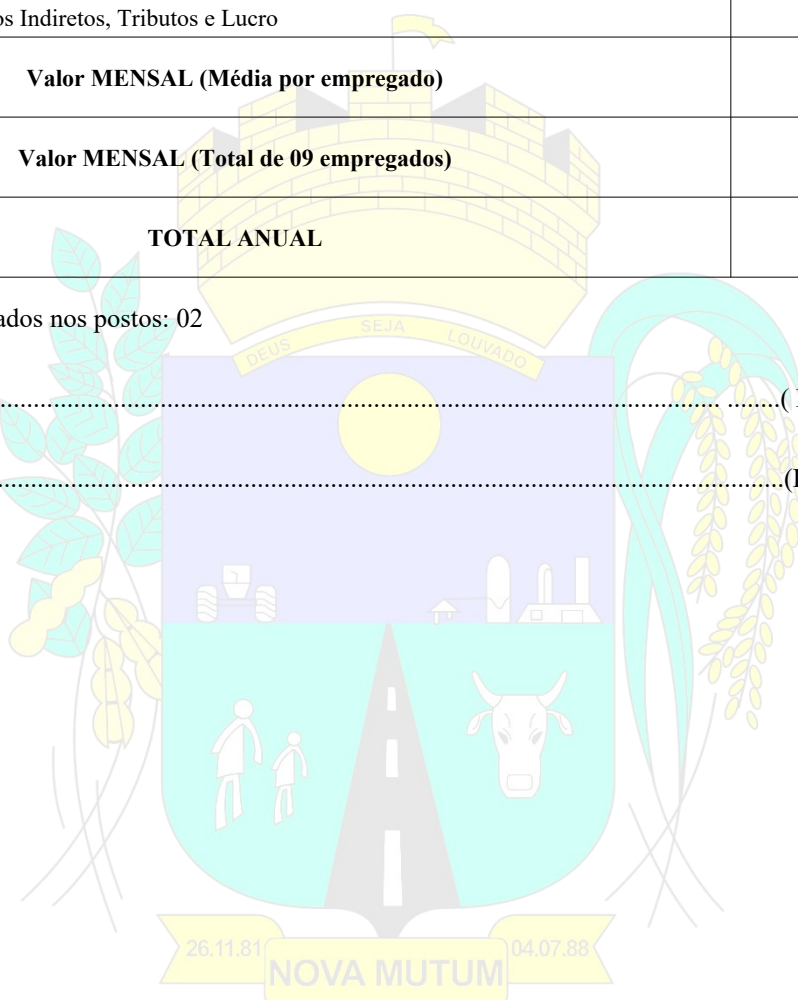 os Indiretos, Tributos e Lucro
Valor MENSAL (Média por empregado)
Valor MENSAL (Total de 09 empregados)
TOTAL ANUAL
ados nos postos: 02
DEUS SEJA LOUVADO
........................................................................................................................ ........(
........................................................................................................................................(
26.11.81 NOVA MUTUM 04.07.88